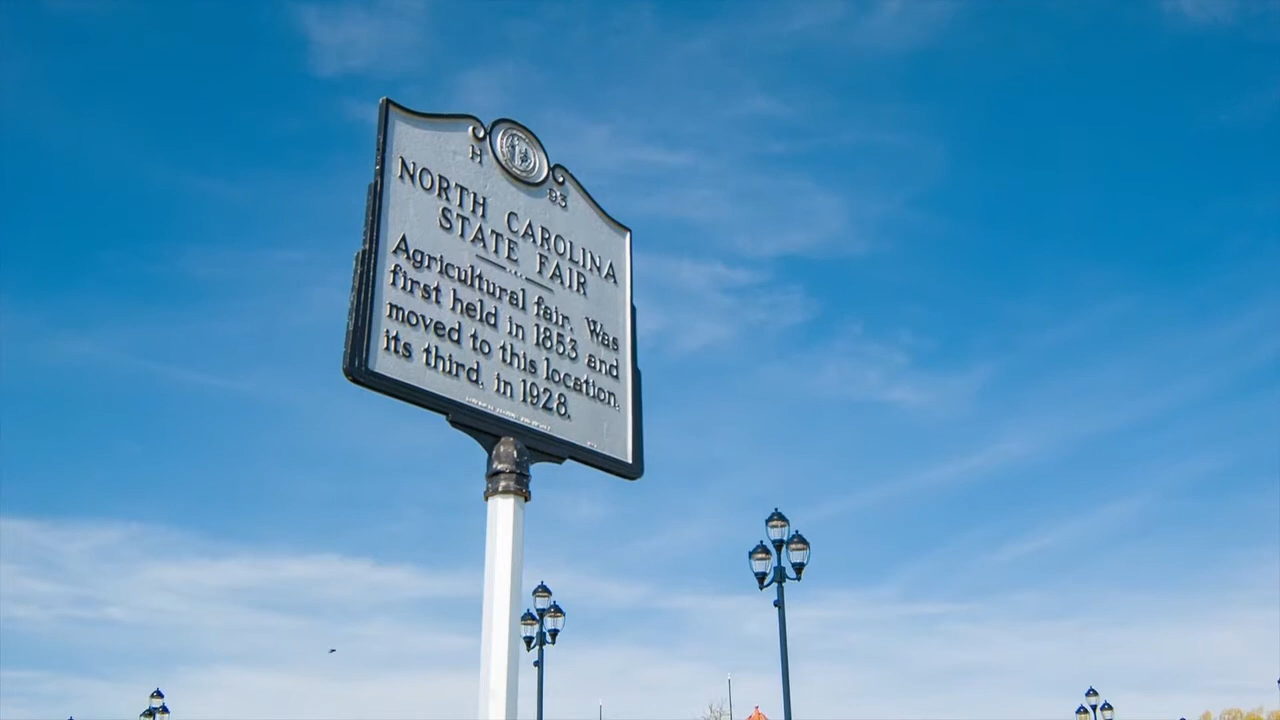 H 93
NORTH CAROLINA
STATE FAIR
Agricultural fair. Was
first held in 1853 and
moved to this location,
its third, in 1928.